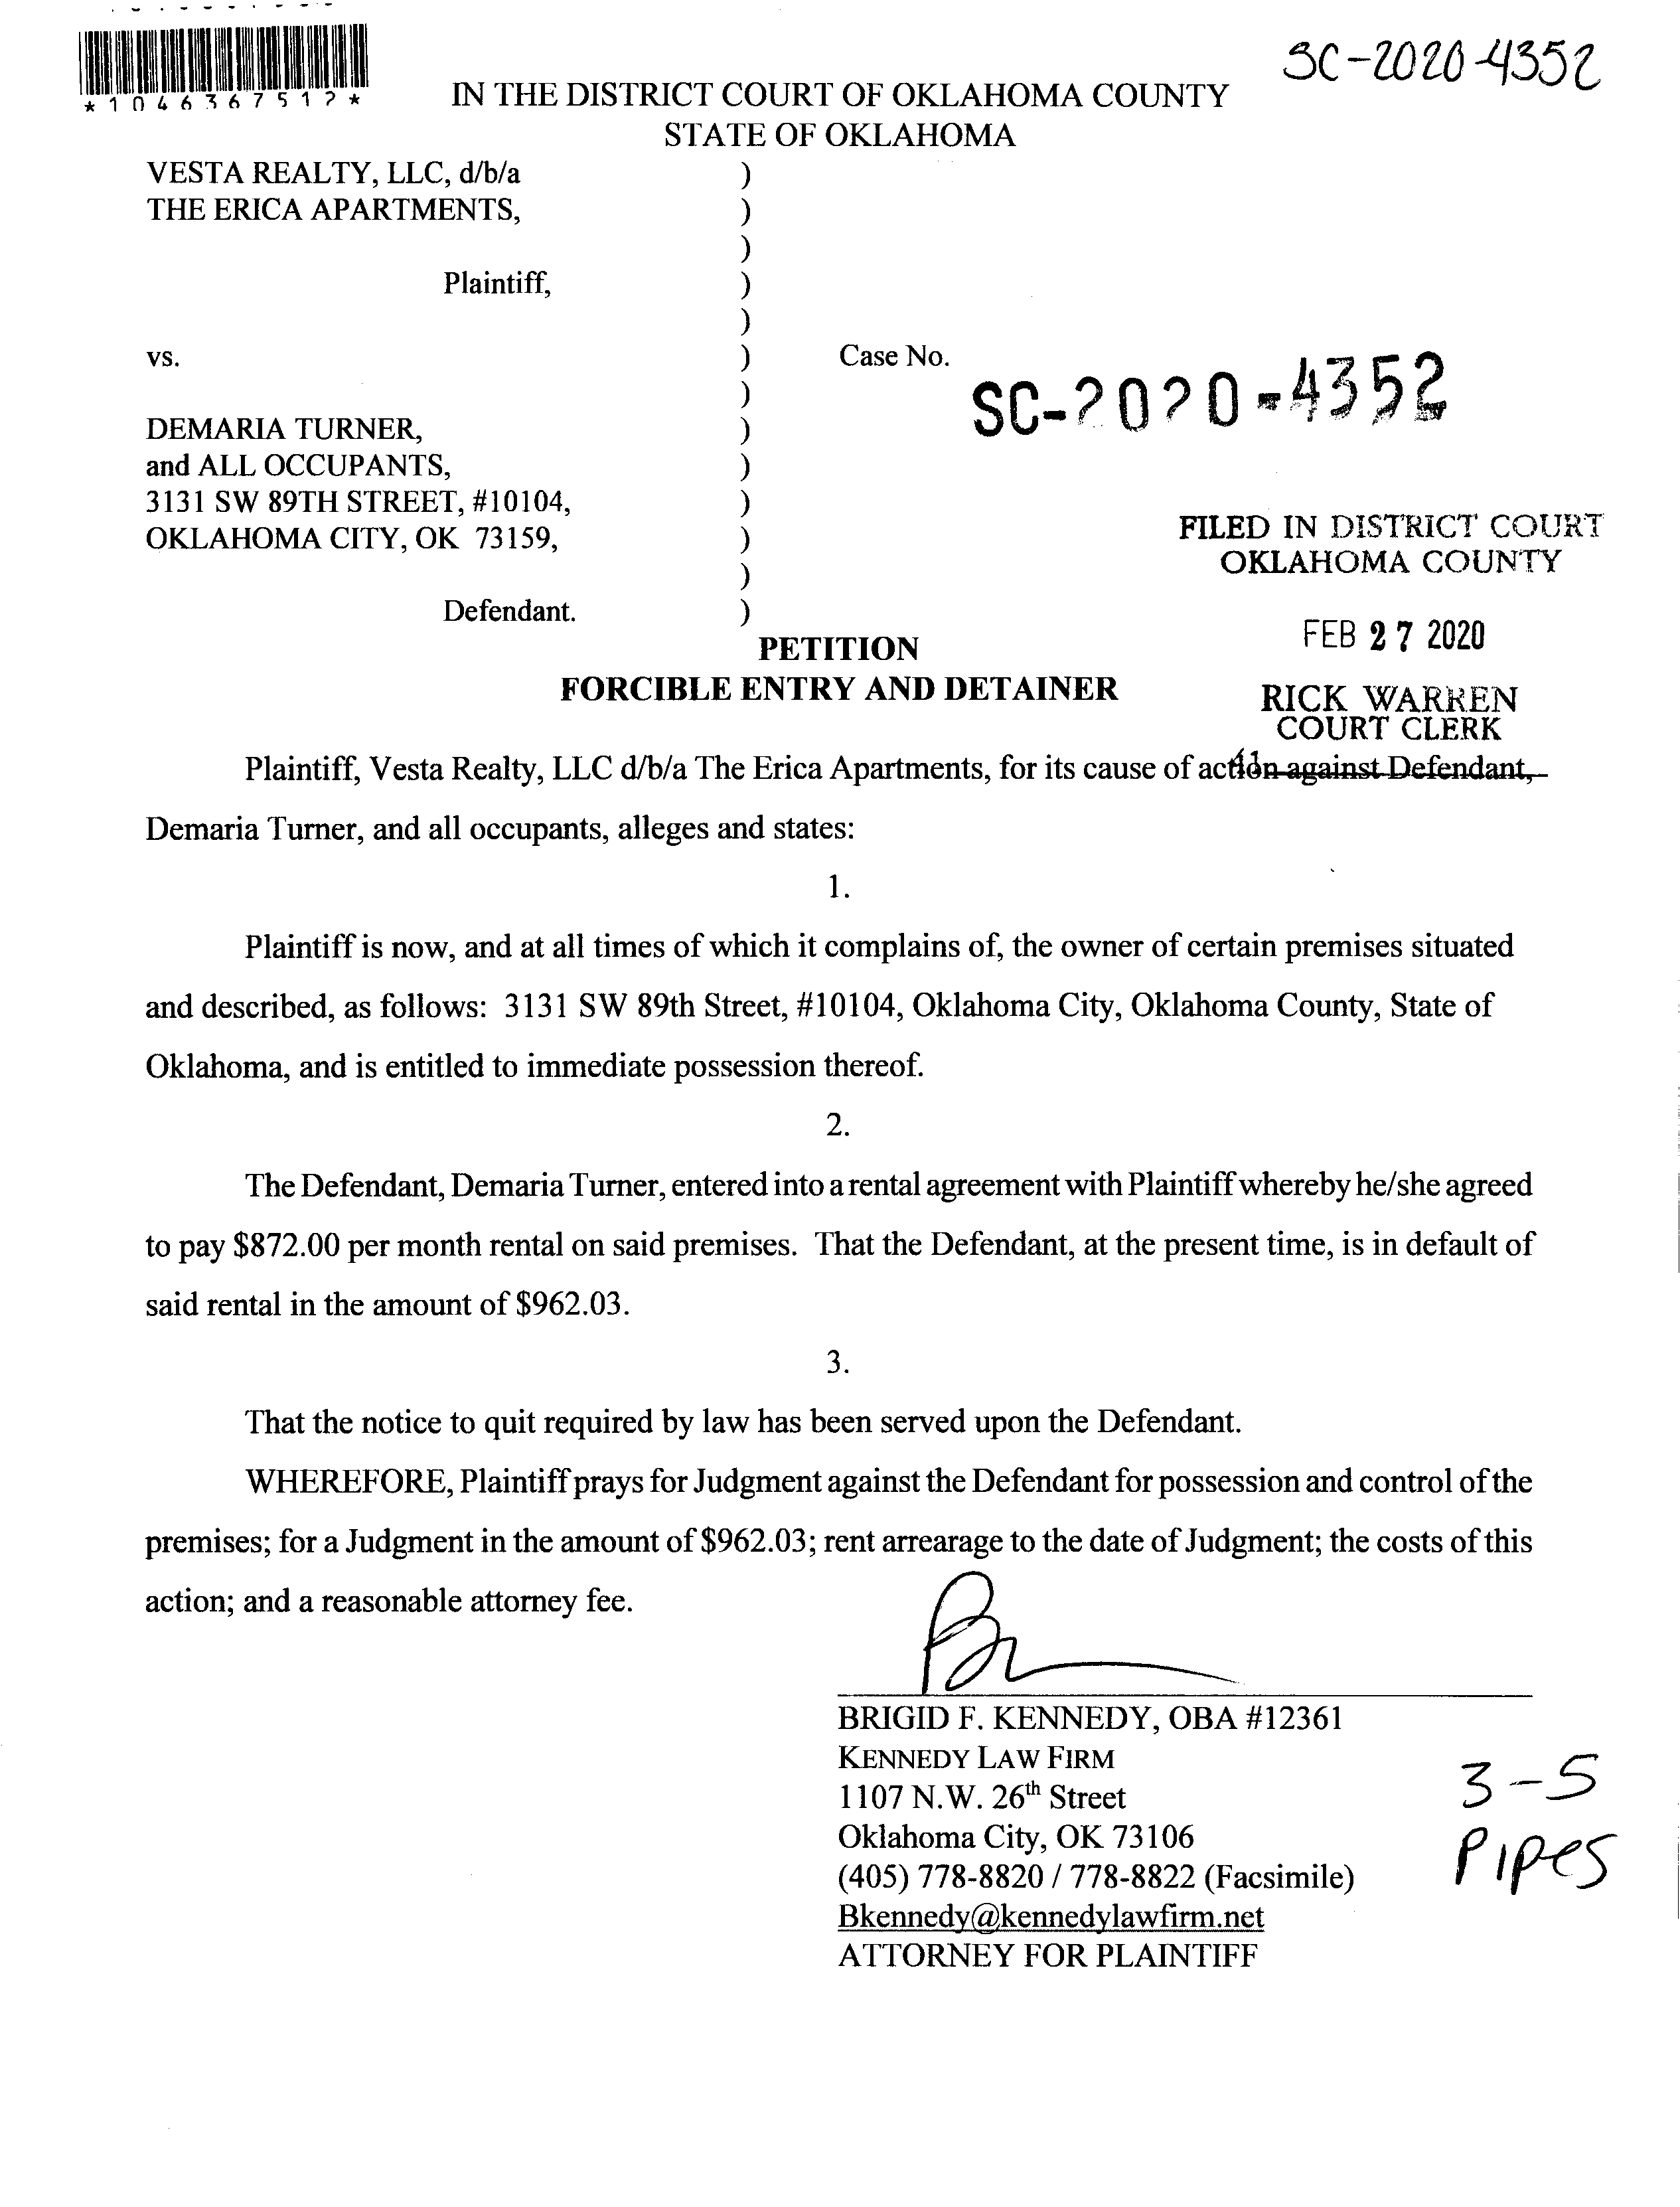 SC-2020-4352
*1046367512*
IN THE DISTRICT COURT OF OKLAHOMA COUNTY
STATE OF OKLAHOMA
VESTA REALTY, LLC, d/b/a )
THE ERICA APARTMENTS, )
)
Plaintiff, )
)
vs. ) Case No.
SC-2020-4352
)
DEMARIA TURNER, )
and ALL OCCUPANTS, )
3131 SW 89TH STREET, #10104, )
OKLAHOMA CITY, OK 73159, )
)
Defendant. )
FILED IN DISTRICT COURT
OKLAHOMA COUNTY
FEB 27 2020
RICK WARREN
COURT CLERK
PETITION
FORCIBLE ENTRY AND DETAINER
Plaintiff, Vesta Realty, LLC d/b/a The Erica Apartments, for its cause of action against Defendant,
Demaria Turner, and all occupants, alleges and states:
1.
Plaintiff is now, and at all times of which it complains of, the owner of certain premises situated
and described, as follows: 3131 SW 89th Street, #10104, Oklahoma City, Oklahoma County, State of
Oklahoma, and is entitled to immediate possession thereof.
2.
The Defendant, Demaria Turner, entered into a rental agreement with Plaintiff whereby he/she agreed
to pay $872.00 per month rental on said premises. That the Defendant, at the present time, is in default of
said rental in the amount of $962.03.
3.
That the notice to quit required by law has been served upon the Defendant.
WHEREFORE, Plaintiff prays for Judgment against the Defendant for possession and control of the
premises; for a Judgment in the amount of $962.03; rent arrearage to the date of Judgment; the costs of this
action; and a reasonable attorney fee.
BRIGID F. KENNEDY, OBA #12361
KENNEDY LAW FIRM
1107 N.W. 26th Street
Oklahoma City, OK 73106
(405) 778-8820 / 778-8822 (Facsimile)
Bkennedy@kennedylawfirm.net
ATTORNEY FOR PLAINTIFF
3-5
Pipes